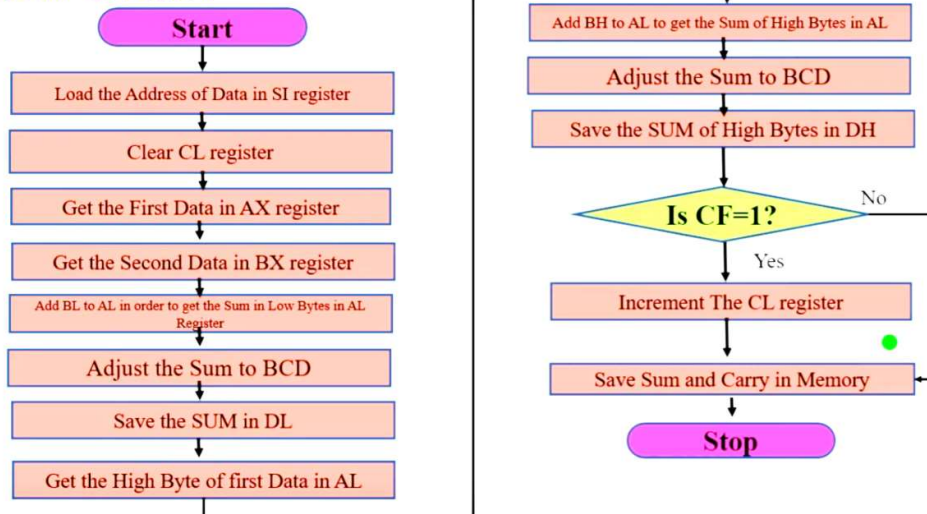 Start
Load the Address of Data in SI register
Clear CL register
Get the First Data in AX register
Get the Second Data in BX register
Add BL to AL in order to get the Sum in Low Bytes in AL
Register
Adjust the Sum to BCD
Save the SUM in DL
Get the High Byte of first Data in AL
Add BH to AL to get the Sum of High Bytes in AL
Adjust the Sum to BCD
Save the SUM of High Bytes in DH
Is CF=1?
No
Yes
Increment The CL register
Save Sum and Carry in Memory
Stop